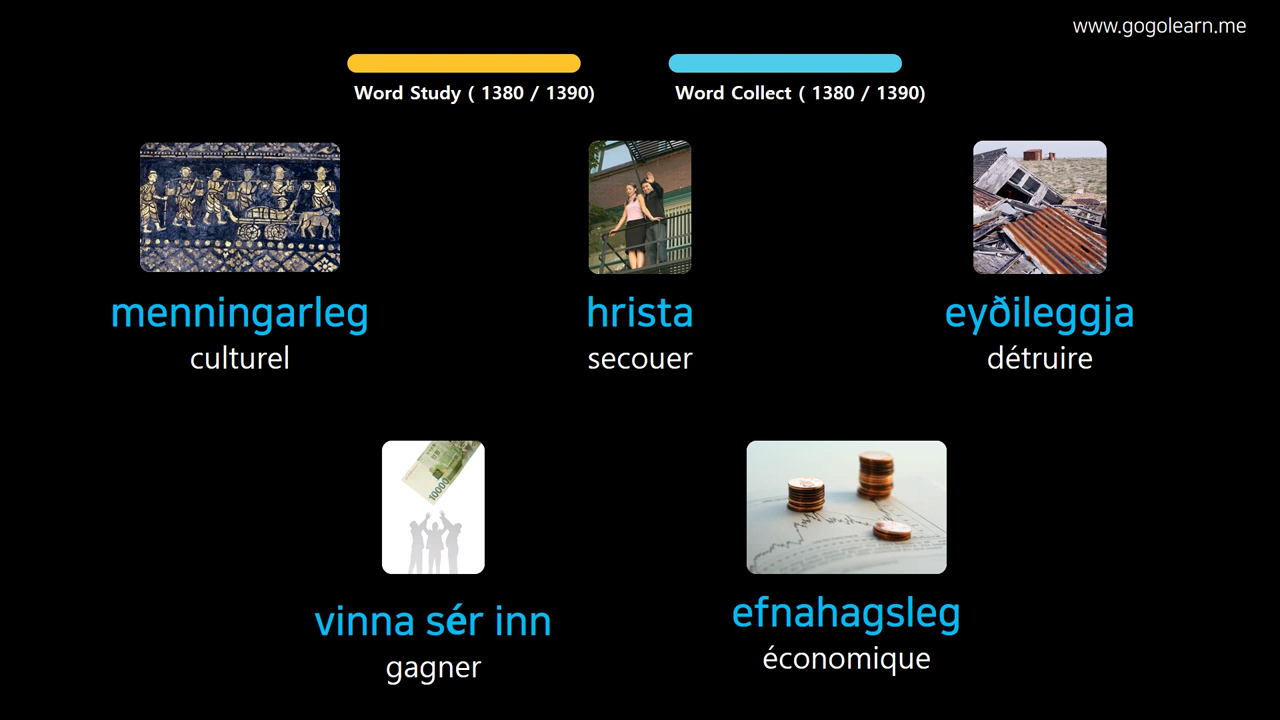 www.gogolearn.me
Word Study ( 1380 / 1390)
Word Collect ( 1380 / 1390)
menningarleg
culturel
hrista
secouer
eyðileggja
détruire
10000
vinna sér inn
gagner
efnahagsleg
économique